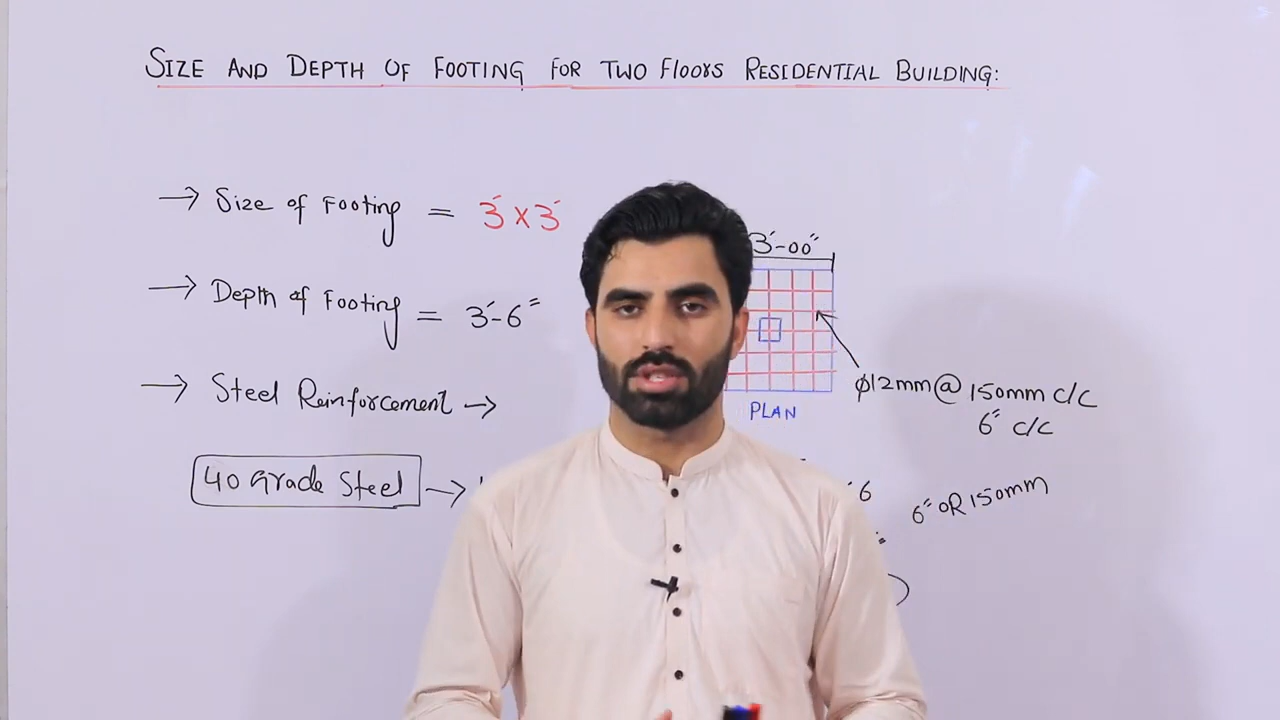 SIZE AND DEPTH OF FOOTING FOR TWO FlOORS RESIDENTIAL BUILDING:
→ Size of Footing = 3' x 3'
→ Depth of Footing = 3'-6"
→ Steel Reinforcement →
40 Grade Steel →
3'-00"
ϕ12mm @ 150mm c/c
6" c/c
PLAN
6
6" OR 150mm